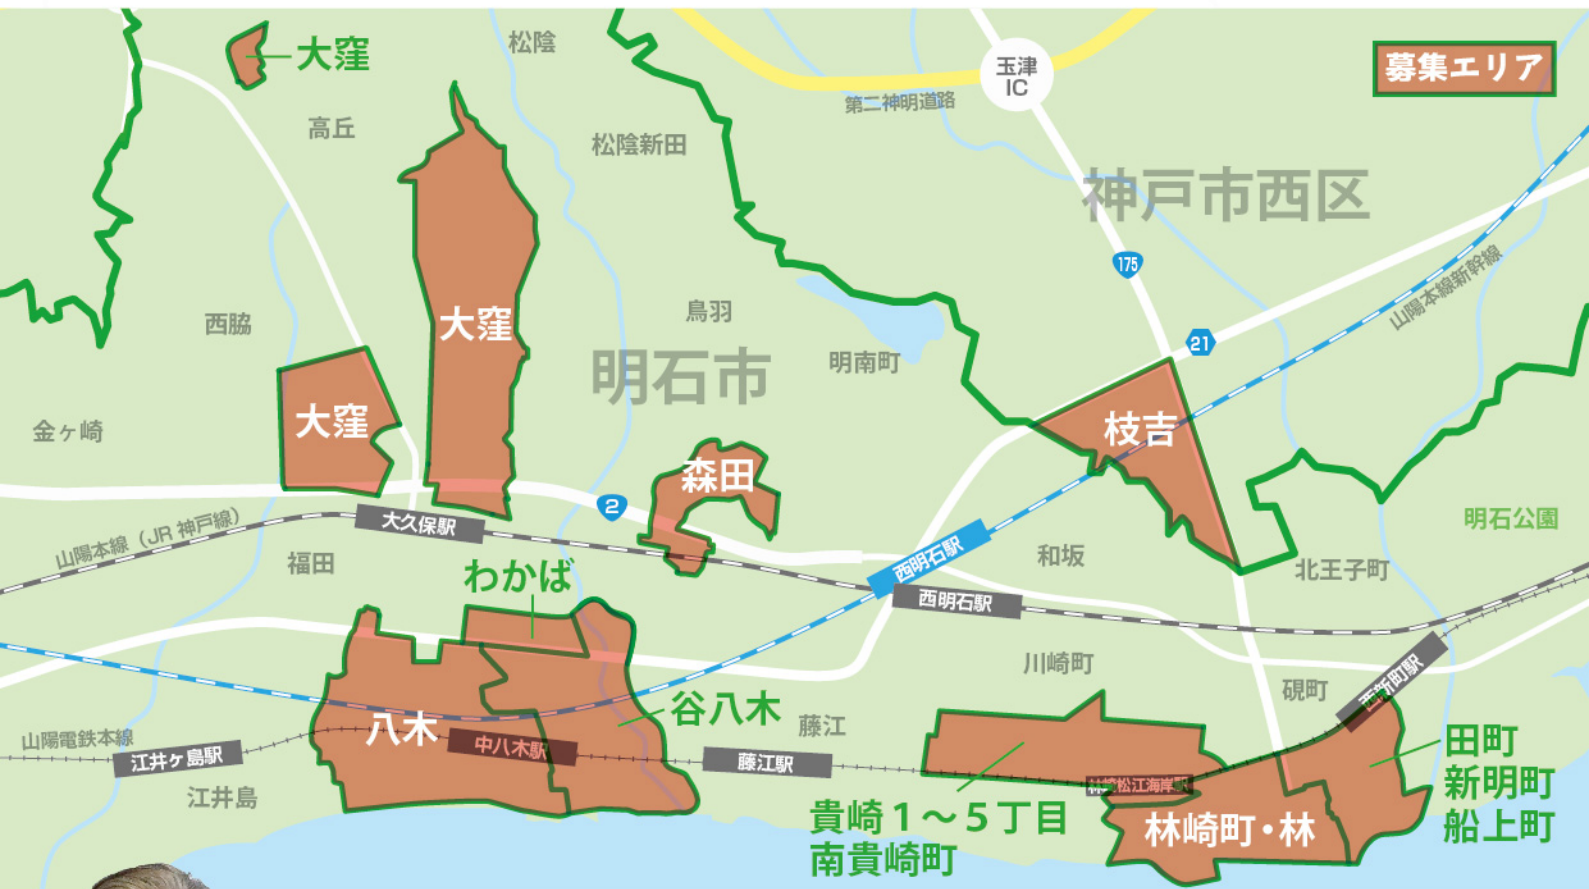 大窪
松陰
玉津
IC
募集エリア
第二神明道路
高丘
松陰新田
神戸市西区
175
山陽本線新幹線
西脇
大窪
鳥羽
明南町
21
明石市
金ヶ崎
大窪
枝吉
森田
2
明石公園
大久保駅
山陽本線（JR 神戸線）
福田
西明石駅
和坂
北王子町
わかば
西明石駅
川崎町
硯町
西新町駅
谷八木
藤江
八木
山陽電鉄本線
江井ヶ島駅
中八木駅
藤江駅
林崎松江海岸駅
江井島
貴崎１～５丁目
南貴崎町
林崎町・林
田町
新明町
船上町